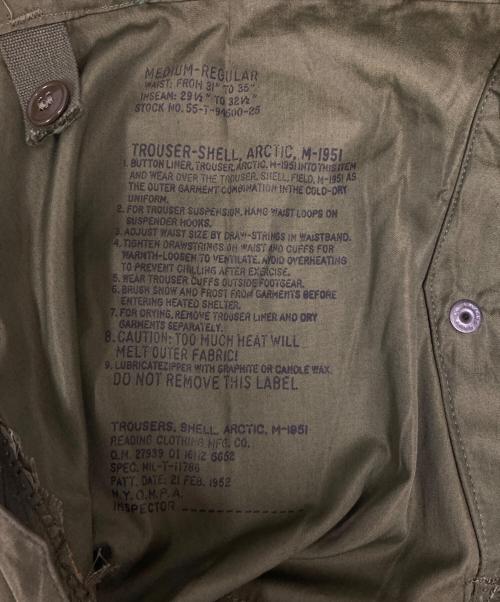 MEDIUM-REGULAR
WAIST: FROM 31" TO 35"
INSEAM: 29½" TO 32½"
STOCK NO. 55-T-94500-25
TROUSER-SHELL, ARCTIC, M-1951
1. BUTTON LINER, TROUSER, ARCTIC, M-1951 INTO THIS ITEM
AND WEAR OVER THE TROUSER, SHELL, FIELD, M-1951 AS
THE OUTER GARMENT COMBINATION IN THE COLD-DRY
UNIFORM.
2. FOR TROUSER SUSPENSION, HANG WAIST LOOPS ON
SUSPENDER HOOKS.
3. ADJUST WAIST SIZE BY DRAW-STRINGS IN WAISTBAND.
4. TIGHTEN DRAWSTRINGS ON WAIST AND CUFFS FOR
WARMTH-LOOSEN TO VENTILATE. AVOID OVERHEATING
TO PREVENT CHILLING AFTER EXERCISE.
5. WEAR TROUSER CUFFS OUTSIDE FOOTGEAR.
6. BRUSH SNOW AND FROST FROM GARMENTS BEFORE
ENTERING HEATED SHELTER.
7. FOR DRYING, REMOVE TROUSER LINER AND DRY
GARMENTS SEPARATELY.
8. CAUTION: TOO MUCH HEAT WILL
MELT OUTER FABRIC!
9. LUBRICATE ZIPPER WITH GRAPHITE OR CANDLE WAX.
DO NOT REMOVE THIS LABEL
TROUSERS, SHELL, ARCTIC, M-1951
READING CLOTHING MFG. CO.
Q.M. 27939 O.I. 6652
SPEC. MIL-T-11786
PATT. DATE: 21 FEB. 1952
N.Y.Q.M.P.A.
INSPECTOR